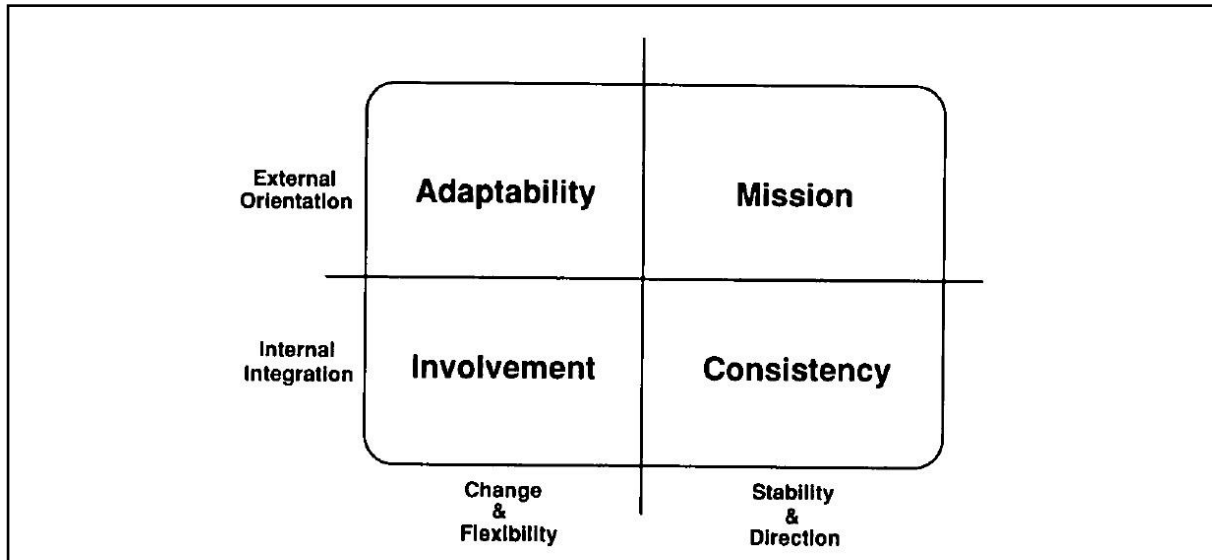 External
Orientation
Adaptability
Mission
Internal
Integration
Involvement
Consistency
Change
&
Flexibility
Stability
&
Direction